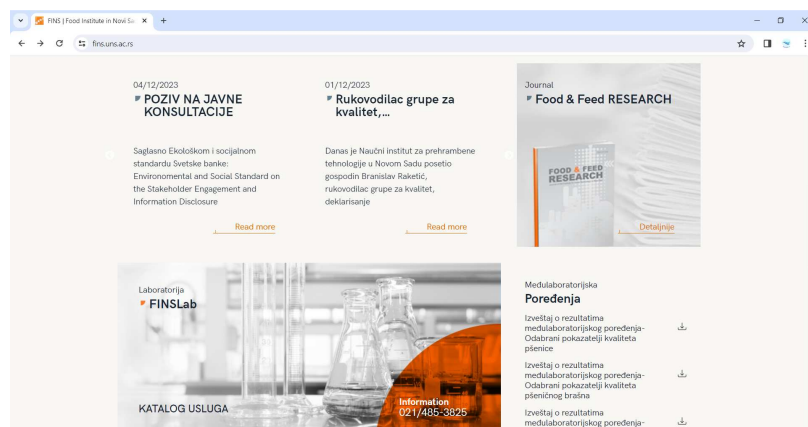 FINS | Food Institute in Novi Sa
fins.uns.ac.rs
04/12/2023
POZIV NA JAVNE
KONSULTACIJE
Saglasno Ekološkom i socijalnom
standardu Svetske banke:
Environomental and Social Standard on
the Stakeholder Engagement and
Information Disclosure
Read more
01/12/2023
Rukovodilac grupe za
kvalitet,...
Danas je Naučni institut za prehrambene
tehnologije u Novom Sadu posetio
gospodin Branislav Raketić,
rukovodilac grupe za kvalitet,
deklarisanje
Read more
Journal
Food & Feed RESEARCH
FOOD & FEED
RESEARCH
Detaljnije
Laboratorija
FINSLab
KATALOG USLUGA
Information
021/485-3825
Međulaboratorijska
Poređenja
Izveštaj o rezultatima
međulaboratorijskog poređenja-
Odabrani pokazatelji kvaliteta
pšenice
Izveštaj o rezultatima
međulaboratorijskog poređenja-
Odabrani pokazatelji kvaliteta
pšeničnog brašna
Izveštaj o rezultatima
međulaboratorijskog poređenja-